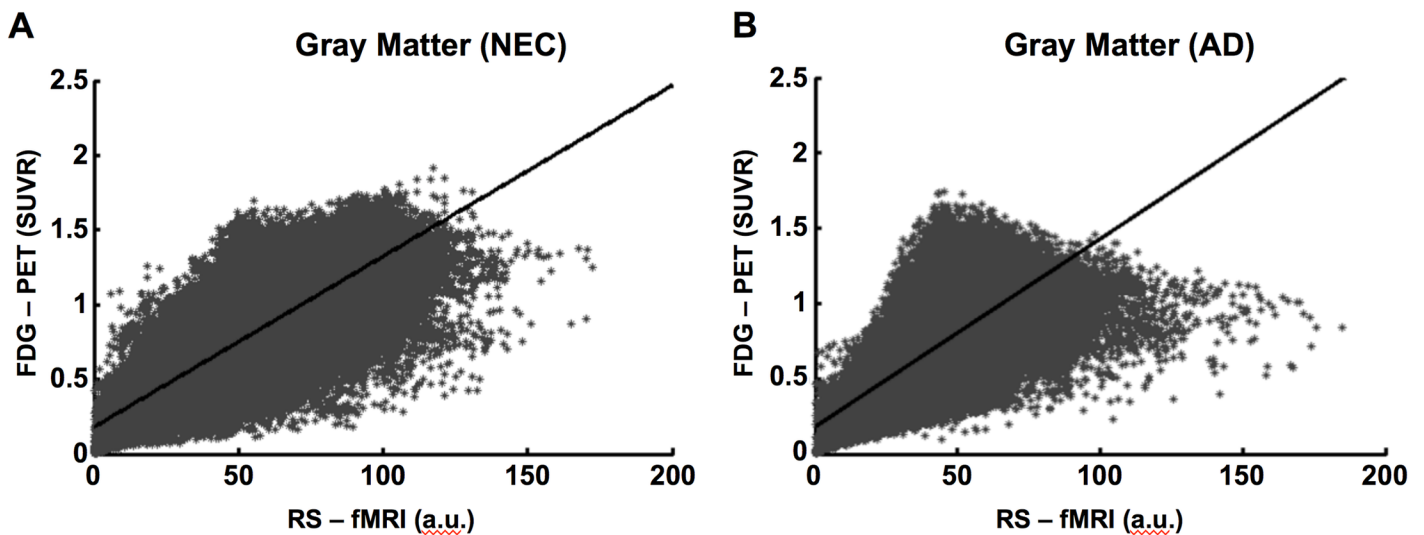 A
Gray Matter (NEC)
2.5
2
1.5
1
0.5
0
FDG – PET (SUVR)
0 50 100 150 200
RS – fMRI (a.u.)
B
Gray Matter (AD)
2.5
2
1.5
1
0.5
0
FDG – PET (SUVR)
0 50 100 150 200
RS – fMRI (a.u.)